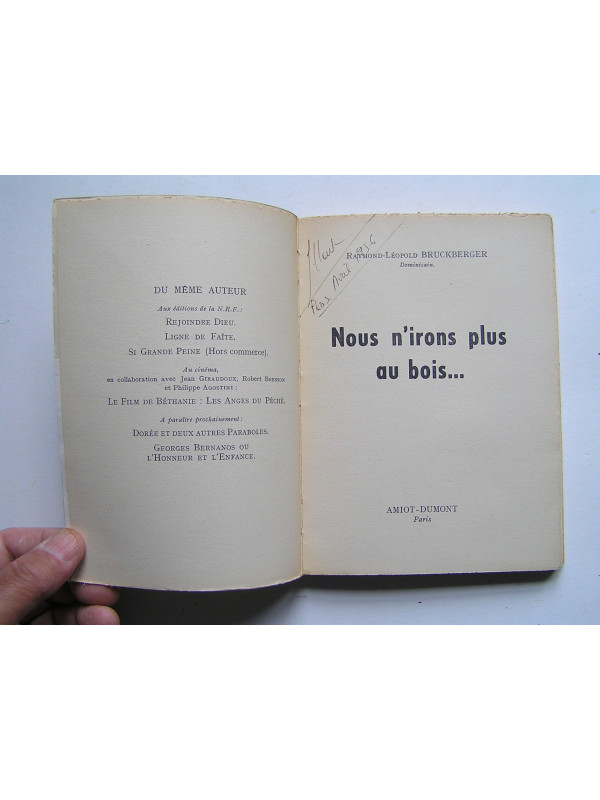 DU MÊME AUTEUR
Aux éditions de la N.R.F.:
REJOINDRE DIEU.
LIGNE DE FAÎTE.
SI GRANDE PEINE (Hors commerce).
Au cinéma,
en collaboration avec Jean GIRAUDOUX, Robert BRESSON
et Philippe AGOSTINI :
LE FILM DE BÉTHANIE : LES ANGES DU PÉCHÉ.
A paraître prochainement :
DORÉE ET DEUX AUTRES PARABOLES.
GEORGES BERNANOS OU
L'HONNEUR ET L'ENFANCE.
Avril 1956
RAYMOND-LÉOPOLD BRUCKBERGER
Dominicain.
Nous n'irons plus
au bois...
AMIOT-DUMONT
Paris